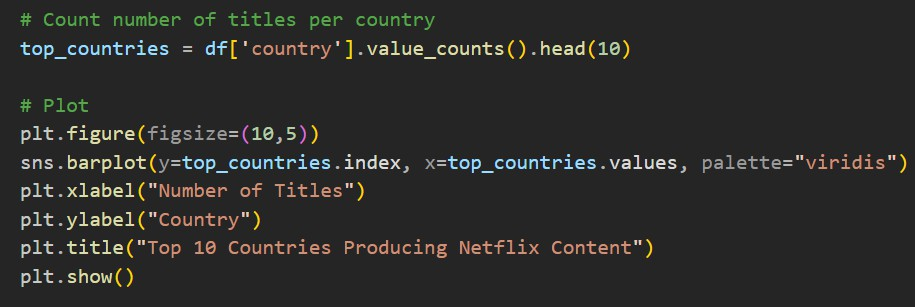 # Count number of titles per country
top_countries = df['country'].value_counts().head(10)
# Plot
plt.figure(figsize=(10,5))
sns.barplot(y=top_countries.index, x=top_countries.values, palette="viridis")
plt.xlabel("Number of Titles")
plt.ylabel("Country")
plt.title("Top 10 Countries Producing Netflix Content")
plt.show()